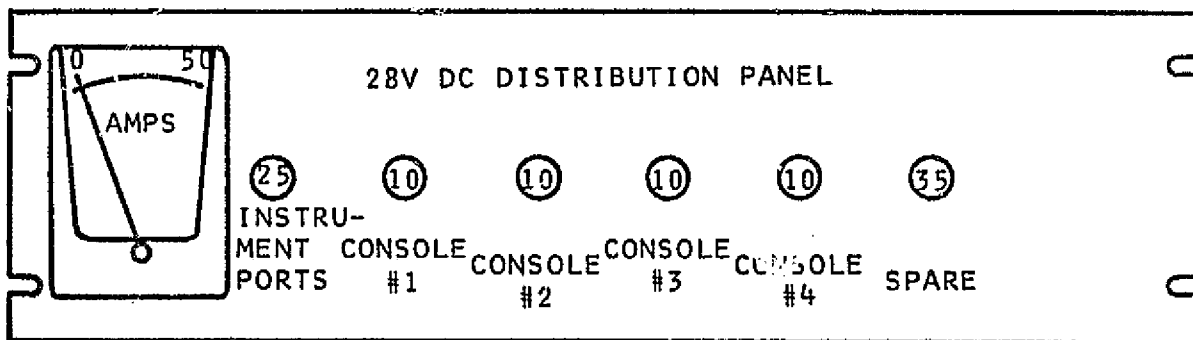 0 50
AMPS
28V DC DISTRIBUTION PANEL
25 10 10 10 10 35
INSTRU-
MENT
PORTS
CONSOLE
#1
CONSOLE
#2
CONSOLE
#3
CONSOLE
#4
SPARE